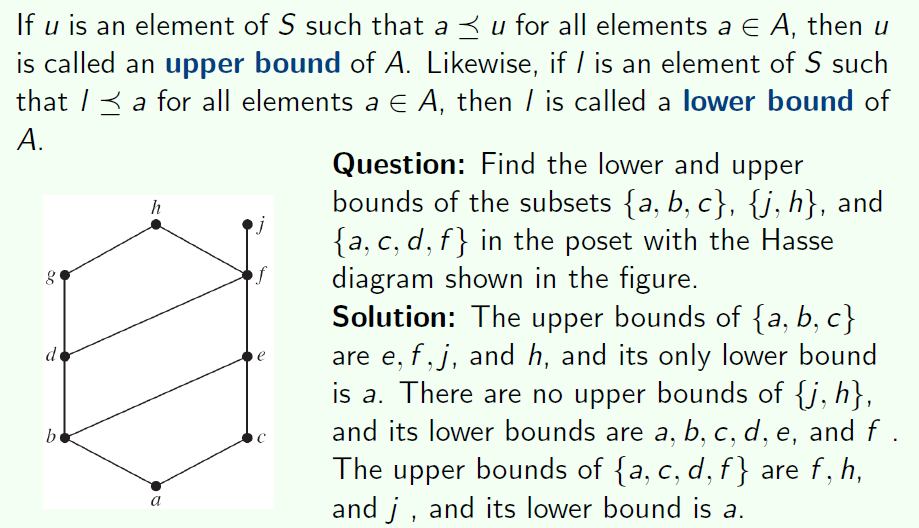 If u is an element of S such that a ⪯ u for all elements a ∈ A, then u
is called an upper bound of A. Likewise, if l is an element of S such
that l ⪯ a for all elements a ∈ A, then l is called a lower bound of
A.
Question: Find the lower and upper
bounds of the subsets {a, b, c}, {j, h}, and
{a, c, d, f} in the poset with the Hasse
diagram shown in the figure.
Solution: The upper bounds of {a, b, c}
are e, f, j, and h, and its only lower bound
is a. There are no upper bounds of {j, h},
and its lower bounds are a, b, c, d, e, and f .
The upper bounds of {a, c, d, f} are f, h,
and j , and its lower bound is a.
h
j
g
f
d
e
b
c
a